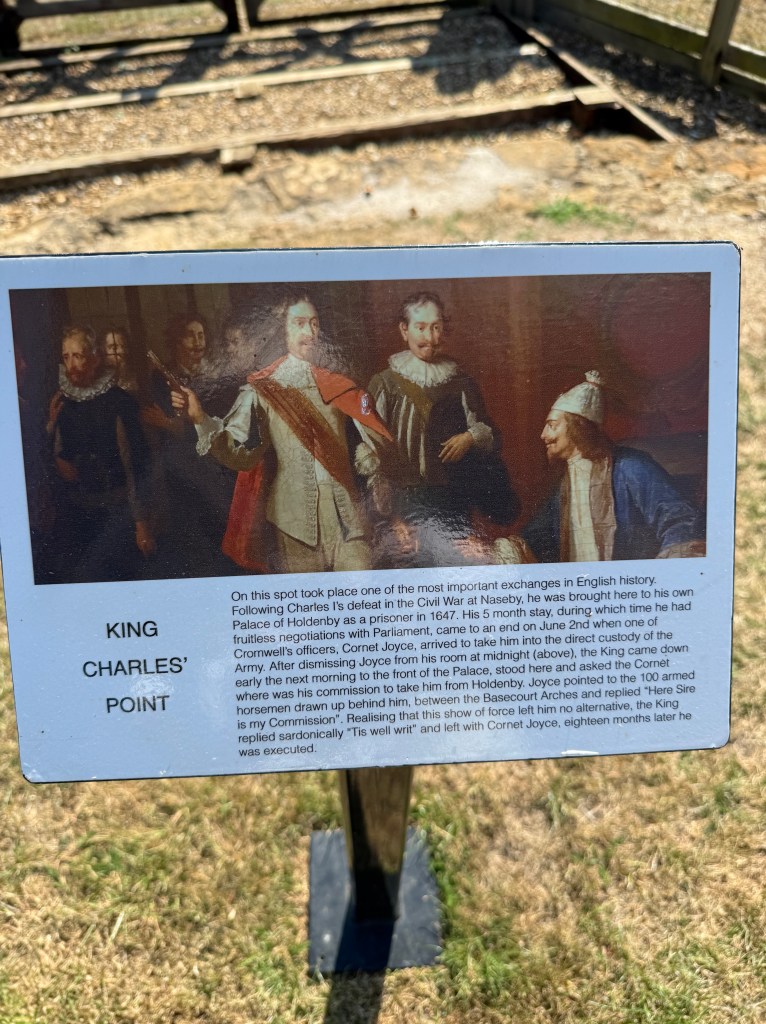 KING
CHARLES'
POINT
On this spot took place one of the most important exchanges in English history.
Following Charles I's defeat in the Civil War at Naseby, he was brought here to his own
Palace of Holdenby as a prisoner in 1647. His 5 month stay, during which time he had
fruitless negotiations with Parliament, came to an end on June 2nd when one of
Cromwell's officers, Cornet Joyce, arrived to take him into the direct custody of the
Army. After dismissing Joyce from his room at midnight (above), the King came down
early the next morning to the front of the Palace, stood here and asked the Cornet
where was his commission to take him from Holdenby. Joyce pointed to the 100 armed
horsemen drawn up behind him, between the Basecourt Arches and replied "Here Sire
is my Commission". Realising that this show of force left him no alternative, the King
replied sardonically "Tis well writ" and left with Cornet Joyce, eighteen months later he
was executed.